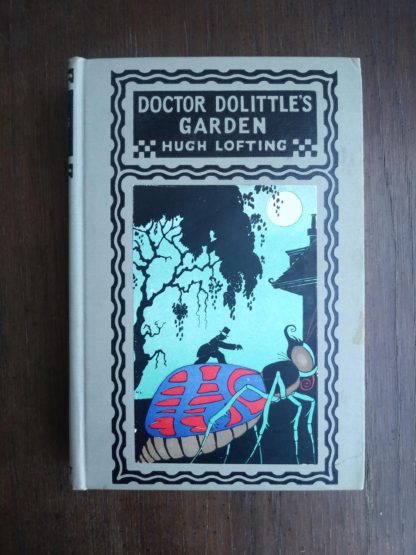 DOCTOR DOLITTLE'S
GARDEN
HUGH LOFTING